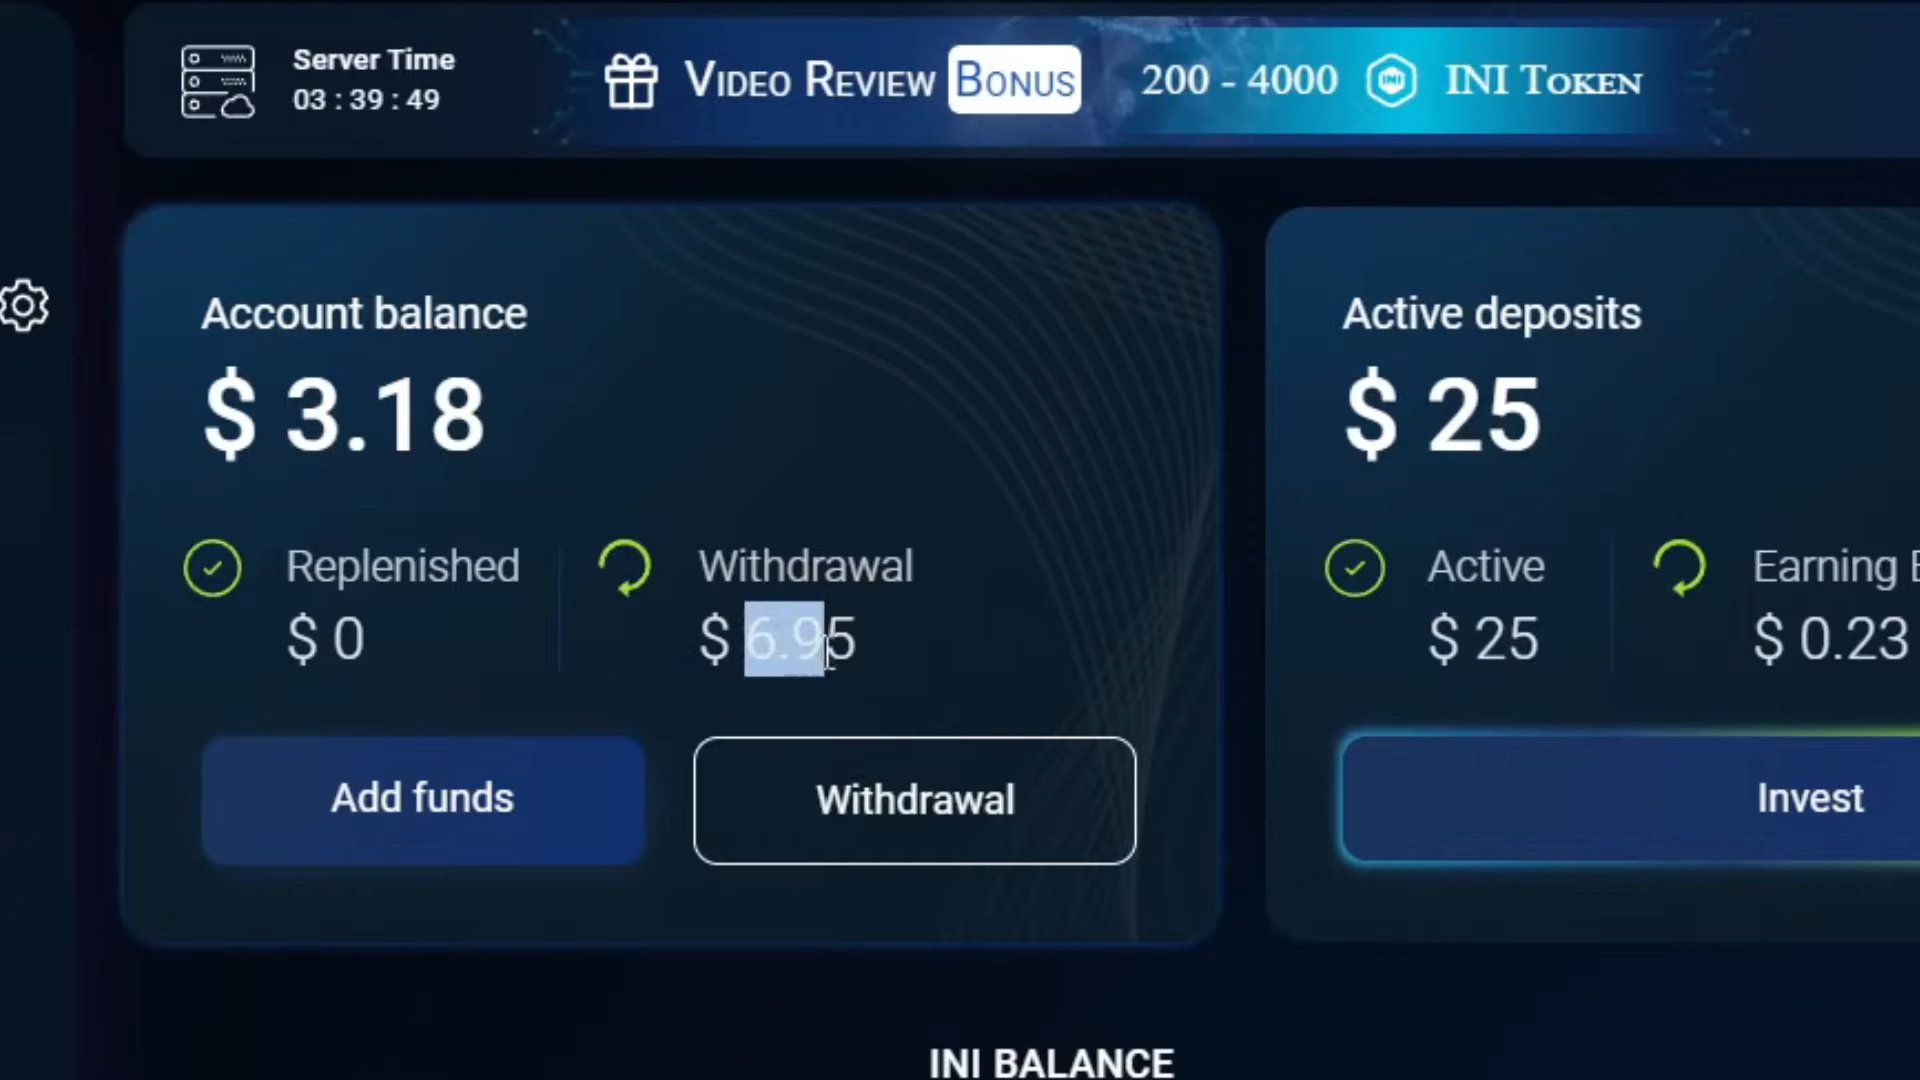 Server Time
03 : 39 : 49
VIDEO REVIEW BONUS 200 - 4000 INI INI TOKEN
Account balance
$ 3.18
Replenished
$ 0
Withdrawal
$ 6.95
Add funds
Withdrawal
Active deposits
$ 25
Active
$ 25
Earning
$ 0.23
Invest
INI BALANCE